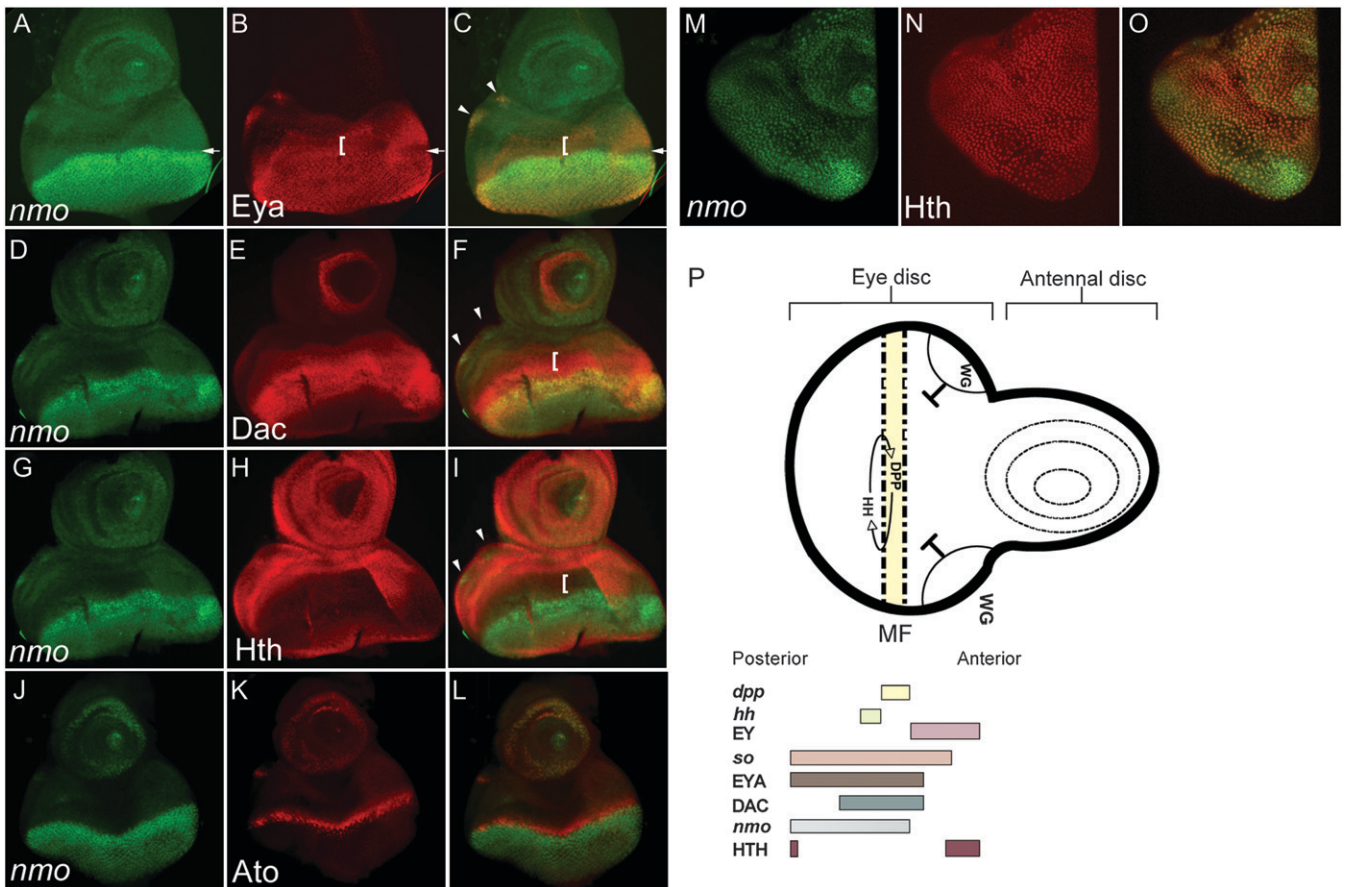 A
B
C
nmo
Eya
D
E
F
nmo
Dac
G
H
I
nmo
Hth
J
K
L
nmo
Ato
M
N
O
nmo
Hth
P
Eye disc
Antennal disc
WG
DPP
HH
WG
MF
Posterior
Anterior
dpp
hh
EY
so
EYA
DAC
nmo
HTH